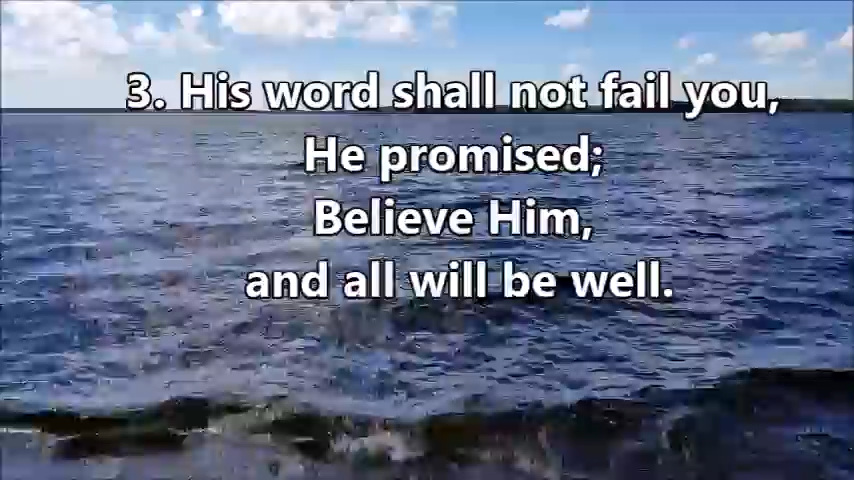 3. His word shall not fail you,
He promised;
Believe Him,
and all will be well.